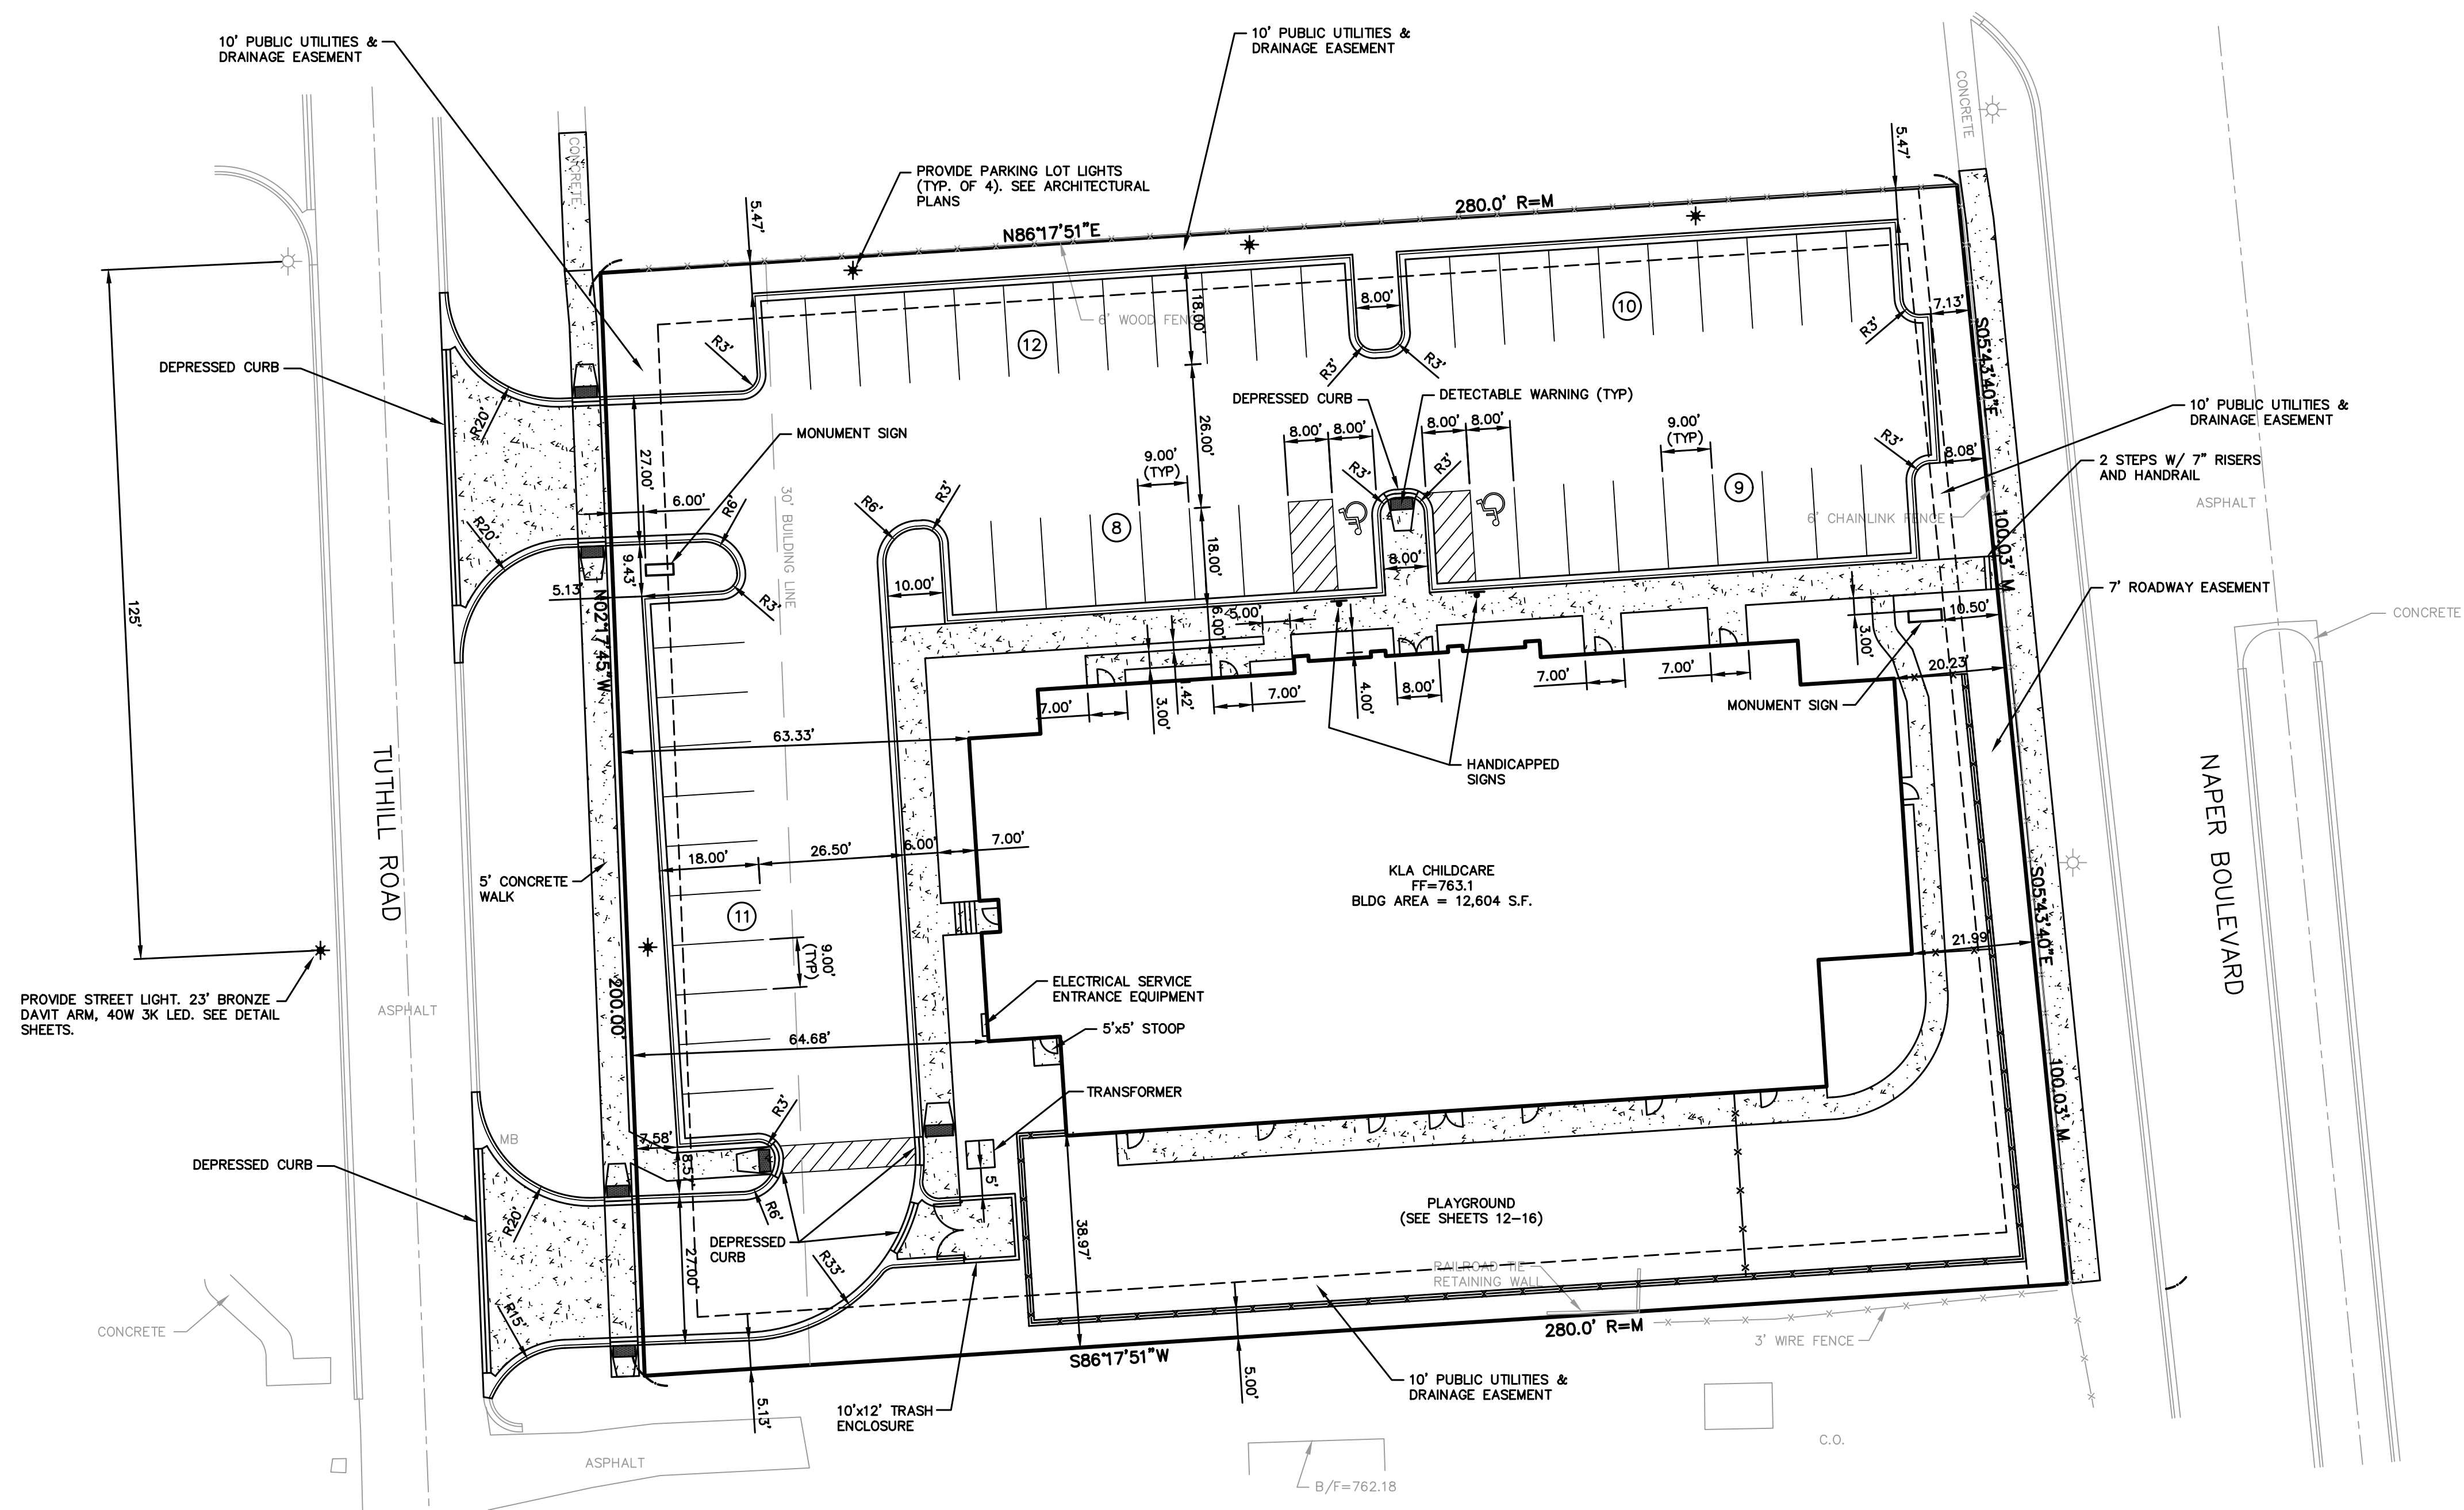 10' PUBLIC UTILITIES &
DRAINAGE EASEMENT
10' PUBLIC UTILITIES &
DRAINAGE EASEMENT
CONCRETE
CONCRETE
5.47'
PROVIDE PARKING LOT LIGHTS
(TYP. OF 4). SEE ARCHITECTURAL
PLANS
280.0' R=M
N86°17'51"E
5.47'
18.00'
6' WOOD FENCE
8.00'
10
12
7.13'
R3'
R3'
R3'
R3'
S05°43'40"E
DEPRESSED CURB
R20'
DEPRESSED CURB
DETECTABLE WARNING (TYP)
10' PUBLIC UTILITIES &
DRAINAGE EASEMENT
MONUMENT SIGN
26.00'
8.00'
8.00'
8.00'
8.00'
9.00'
(TYP)
R3'
8.08'
27.00'
9.00'
(TYP)
R3'
R3'
2 STEPS W/ 7" RISERS
AND HANDRAIL
6.00'
R6'
30' BUILDING LINE
R6'
R3'
8
9
6' CHAINLINK FENCE
ASPHALT
100.03' M
R20'
9.43'
5.13'
R3'
10.00'
18.00'
8.00'
7' ROADWAY EASEMENT
N02°17'45"W
6.00'
5.00'
3.00'
10.50'
CONCRETE
125'
20.23'
7.00'
3.00'
1.42'
7.00'
4.00'
8.00'
7.00'
7.00'
MONUMENT SIGN
63.33'
HANDICAPPED
SIGNS
TUTHILL ROAD
NAPER BOULEVARD
18.00'
26.50'
6.00'
7.00'
5' CONCRETE
WALK
KLA CHILDCARE
FF=763.1
BLDG AREA = 12,604 S.F.
11
9.00'
(TYP)
S05°43'40"E
21.99'
200.00'
ELECTRICAL SERVICE
ENTRANCE EQUIPMENT
PROVIDE STREET LIGHT. 23' BRONZE
DAVIT ARM, 40W 3K LED. SEE DETAIL
SHEETS.
ASPHALT
5'x5' STOOP
64.68'
TRANSFORMER
R3'
100.03' M
MB
7.58'
8.57'
DEPRESSED CURB
5'
R20'
R6'
PLAYGROUND
(SEE SHEETS 12-16)
DEPRESSED
CURB
38.97'
27.00'
R33'
RAILROAD TIE
RETAINING WALL
R15'
CONCRETE
280.0' R=M
3' WIRE FENCE
S86°17'51"W
5.00'
5.13'
10' PUBLIC UTILITIES &
DRAINAGE EASEMENT
10'x12' TRASH
ENCLOSURE
C.O.
ASPHALT
B/F=762.18